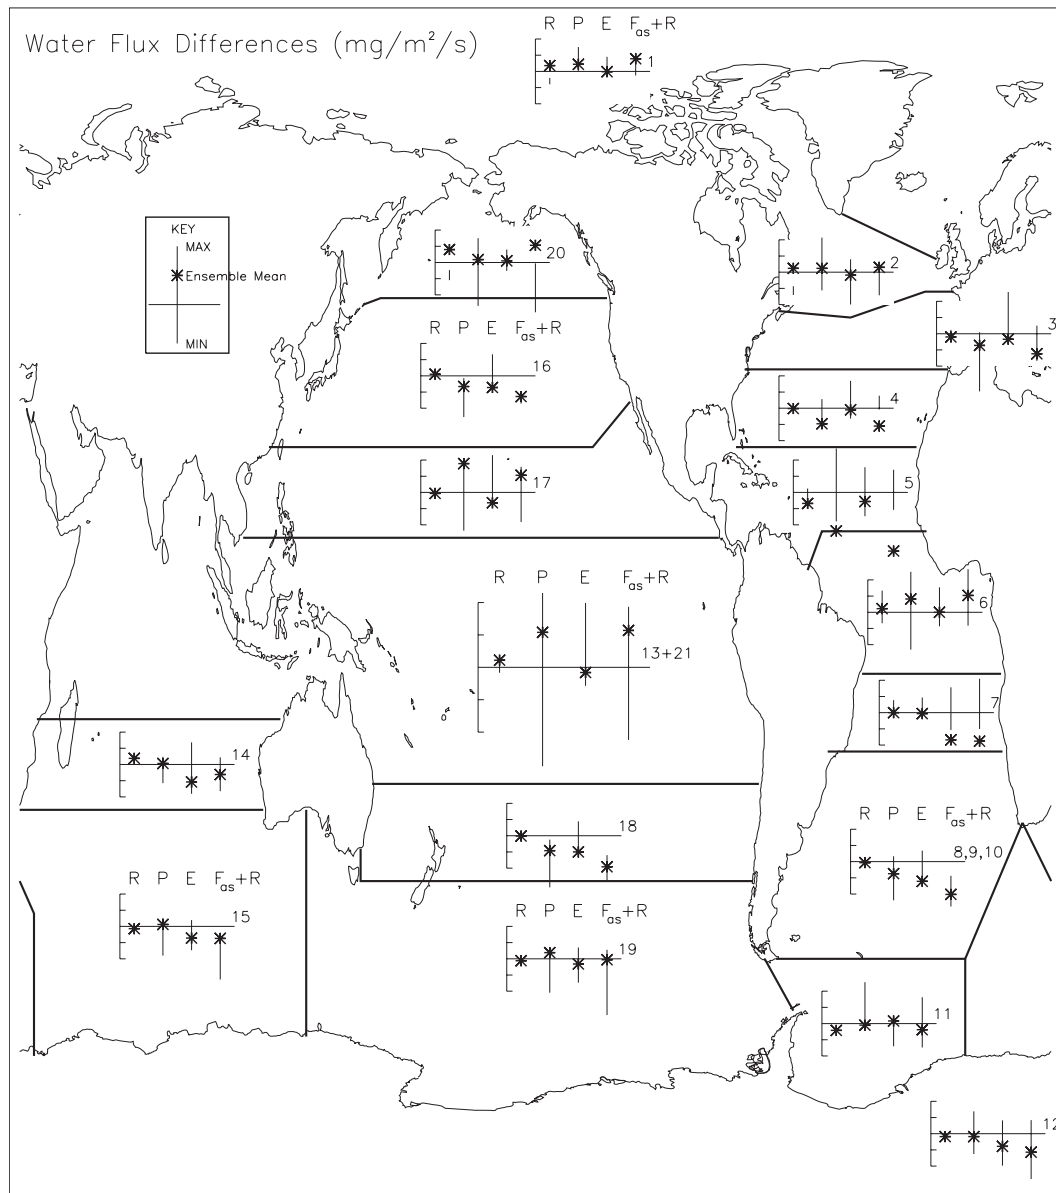 R P E Fas+R
Water Flux Differences (mg/m²/s)
1
KEY
MAX
Ensemble Mean
MIN
20
2
3
R P E Fas+R
16
4
17
5
R P E Fas+R
13+21
6
7
14
18
R P E Fas+R
8,9,10
R P E Fas+R
15
R P E Fas+R
19
11
12